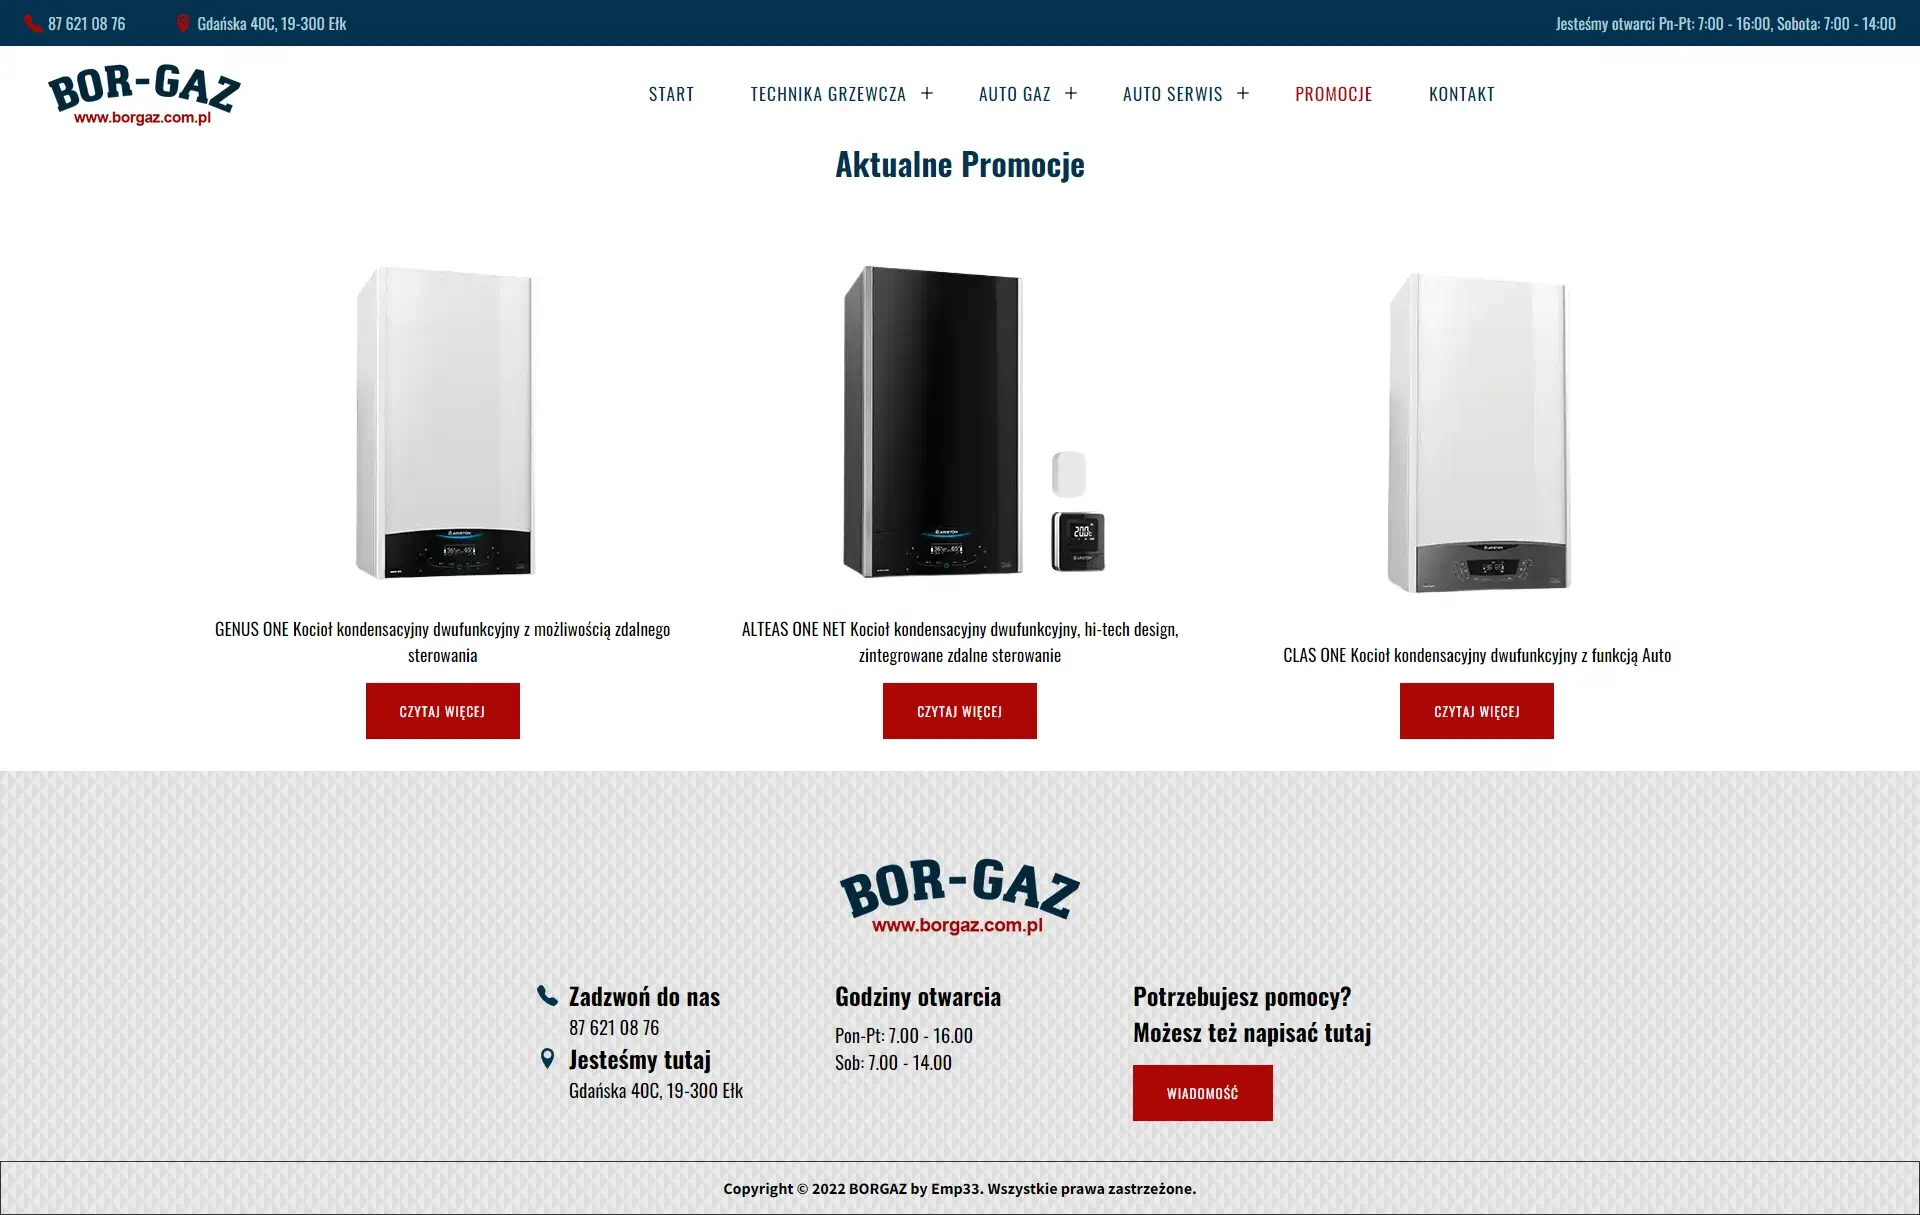 87 621 08 76
Gdańska 40C, 19-300 Ełk
Jesteśmy otwarci Pn-Pt: 7:00 - 16:00, Sobota: 7:00 - 14:00
BOR-GAZ
www.borgaz.com.pl
START
TECHNIKA GRZEWCZA +
AUTO GAZ +
AUTO SERWIS +
PROMOCJE
KONTAKT
Aktualne Promocje
ARISTON
ARISTON
20.0
ARISTON
GENUS ONE Kocioł kondensacyjny dwufunkcyjny z możliwością zdalnego
sterowania
CZYTAJ WIĘCEJ
ALTEAS ONE NET Kocioł kondensacyjny dwufunkcyjny, hi-tech design,
zintegrowane zdalne sterowanie
CZYTAJ WIĘCEJ
CLAS ONE Kocioł kondensacyjny dwufunkcyjny z funkcją Auto
CZYTAJ WIĘCEJ
BOR-GAZ
www.borgaz.com.pl
Zadzwoń do nas
87 621 08 76
Jesteśmy tutaj
Gdańska 40C, 19-300 Ełk
Godziny otwarcia
Pon-Pt: 7.00 - 16.00
Sob: 7.00 - 14.00
Potrzebujesz pomocy?
Możesz też napisać tutaj
WIADOMOŚĆ
Copyright © 2022 BORGAZ by Emp33. Wszystkie prawa zastrzeżone.